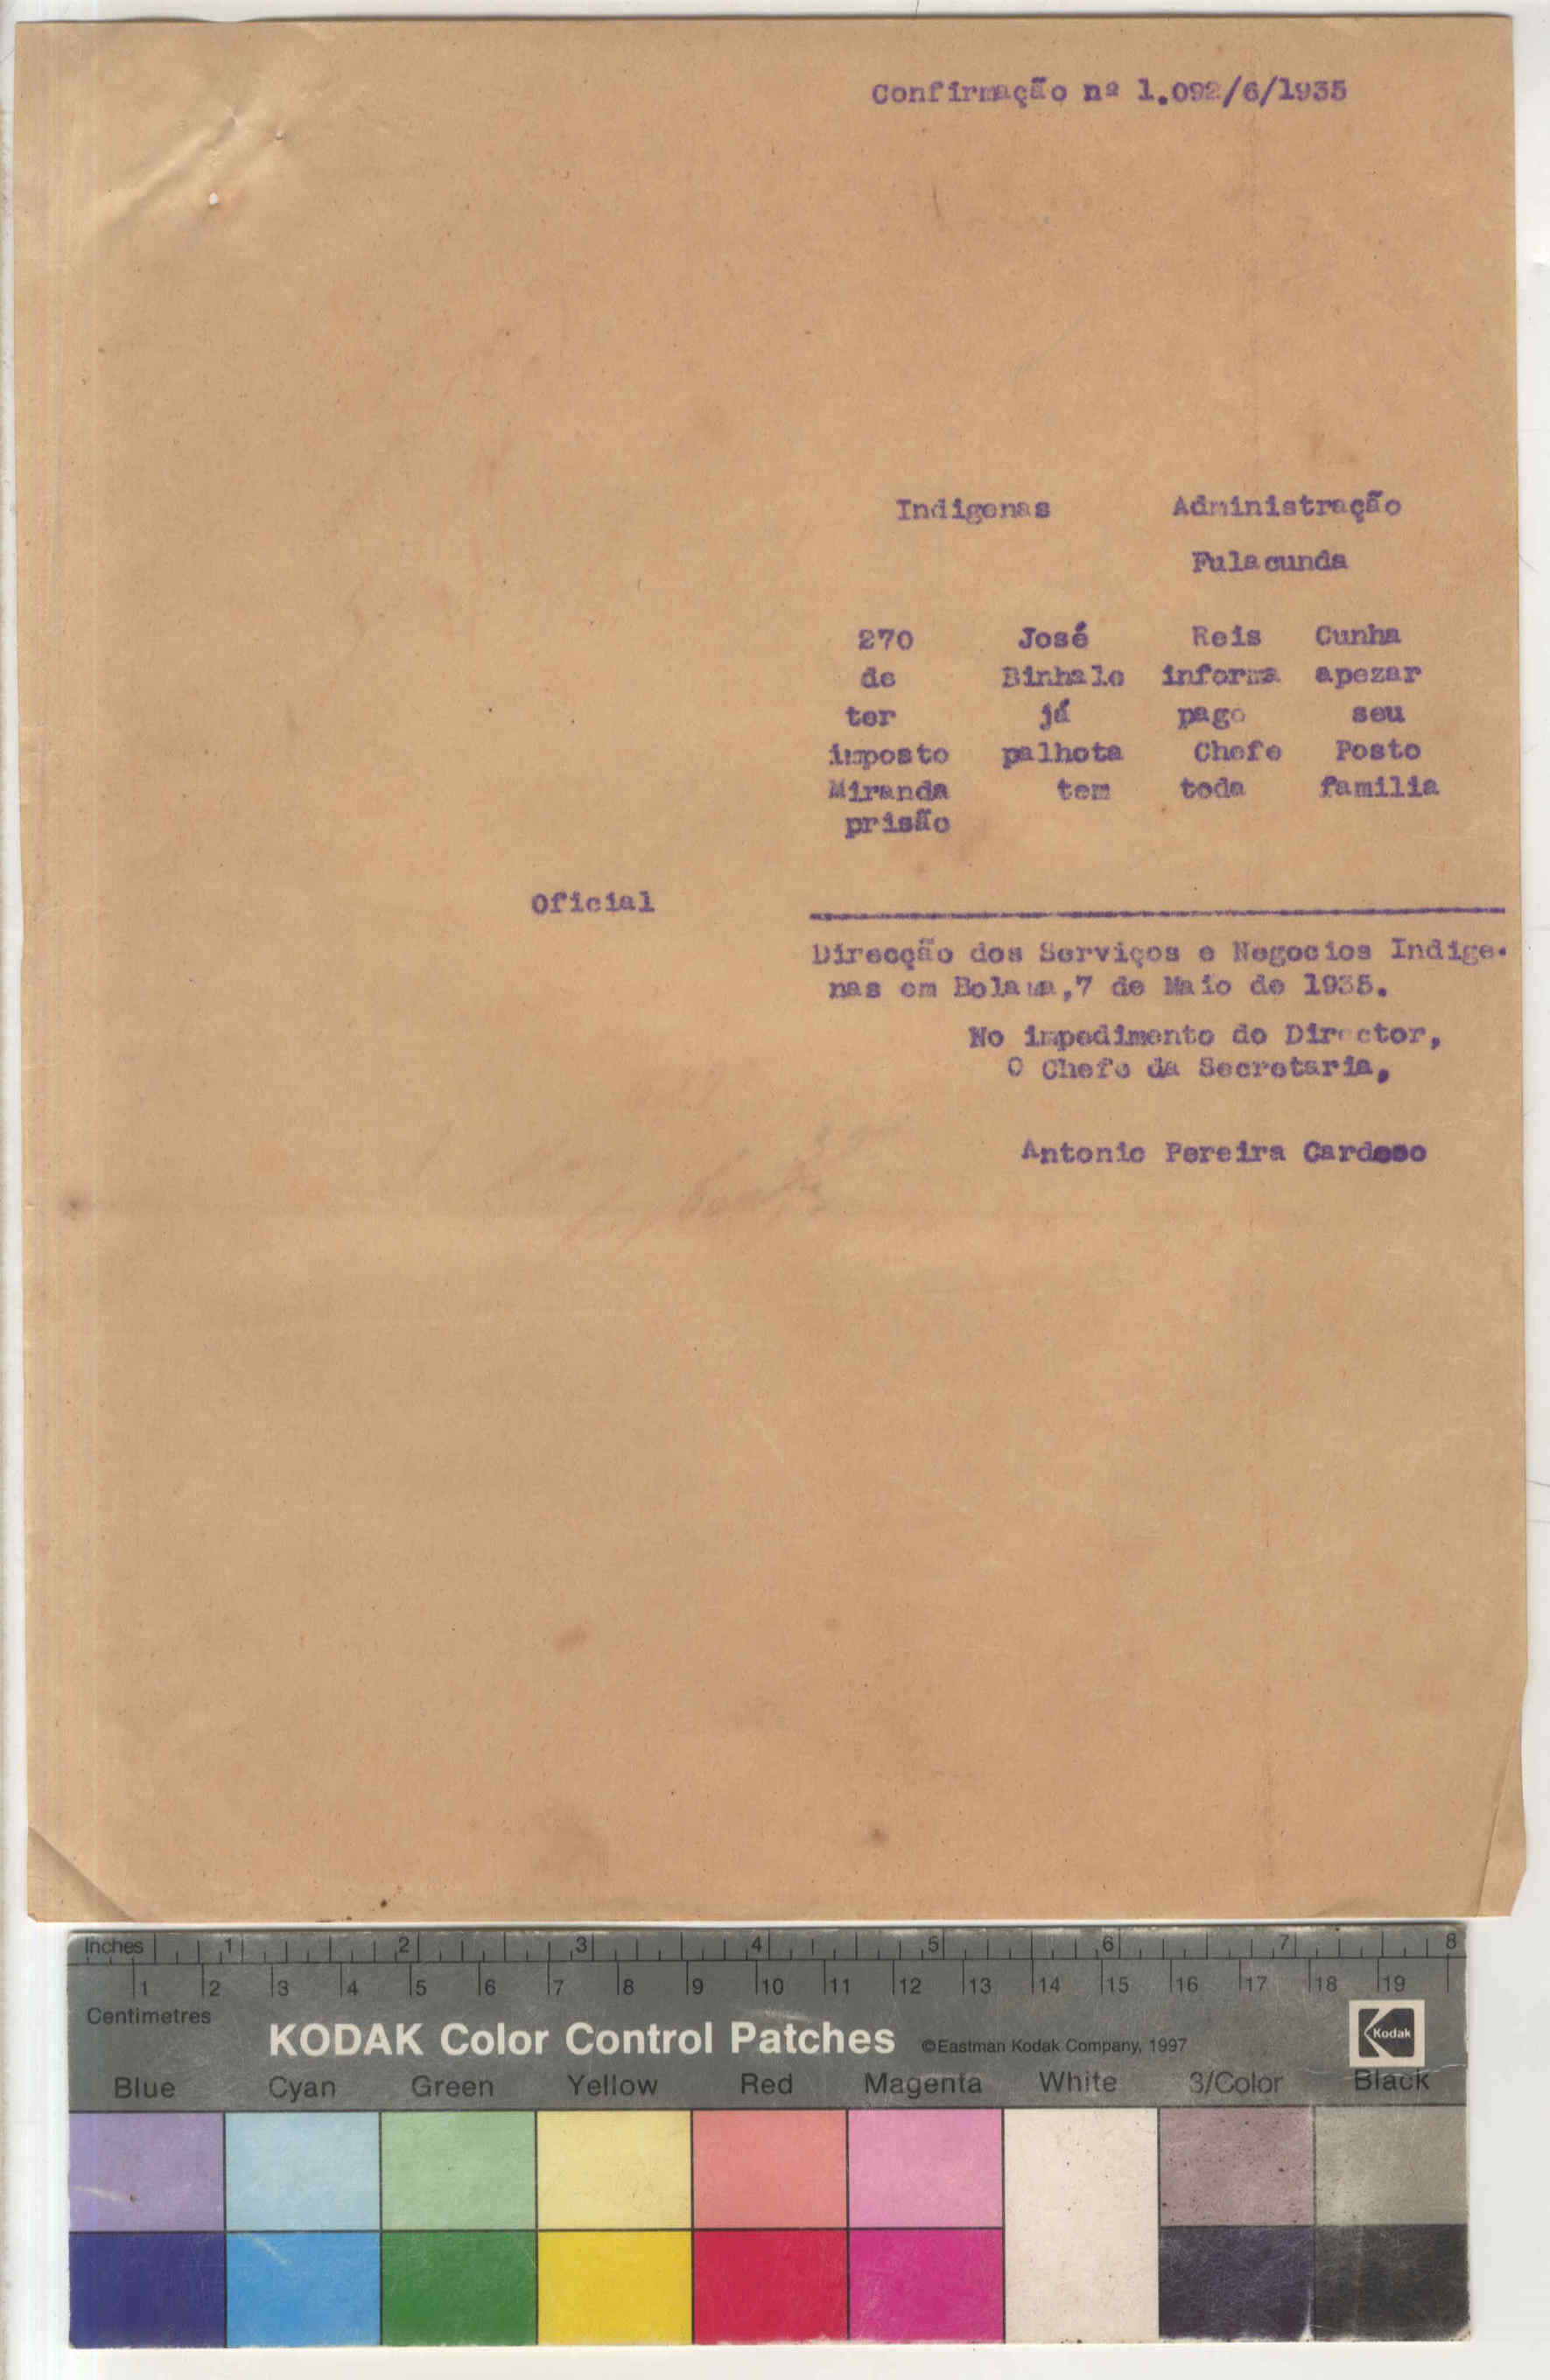 Confirmação nº 1.092/6/1935
Indigenas Administração
Fulacunda
270 José Reis Cunha
de Binhale informa apezar
ter já pago seu
imposto palhota Chefe Posto
Miranda tem toda familia
prisão
Oficial
Direcção dos Serviços e Negocios Indige-
nas em Bolama,7 de Maio de 1935.
No impedimento do Director,
O Chefe da Secretaria,
Antonio Pereira Cardoso
Inches 1 2 3 4 5 6 7 8
1 2 3 4 5 6 7 8 9 10 11 12 13 14 15 16 17 18 19
Centimetres
KODAK Color Control Patches ©Eastman Kodak Company, 1997 Kodak
Blue Cyan Green Yellow Red Magenta White 3/Color Black